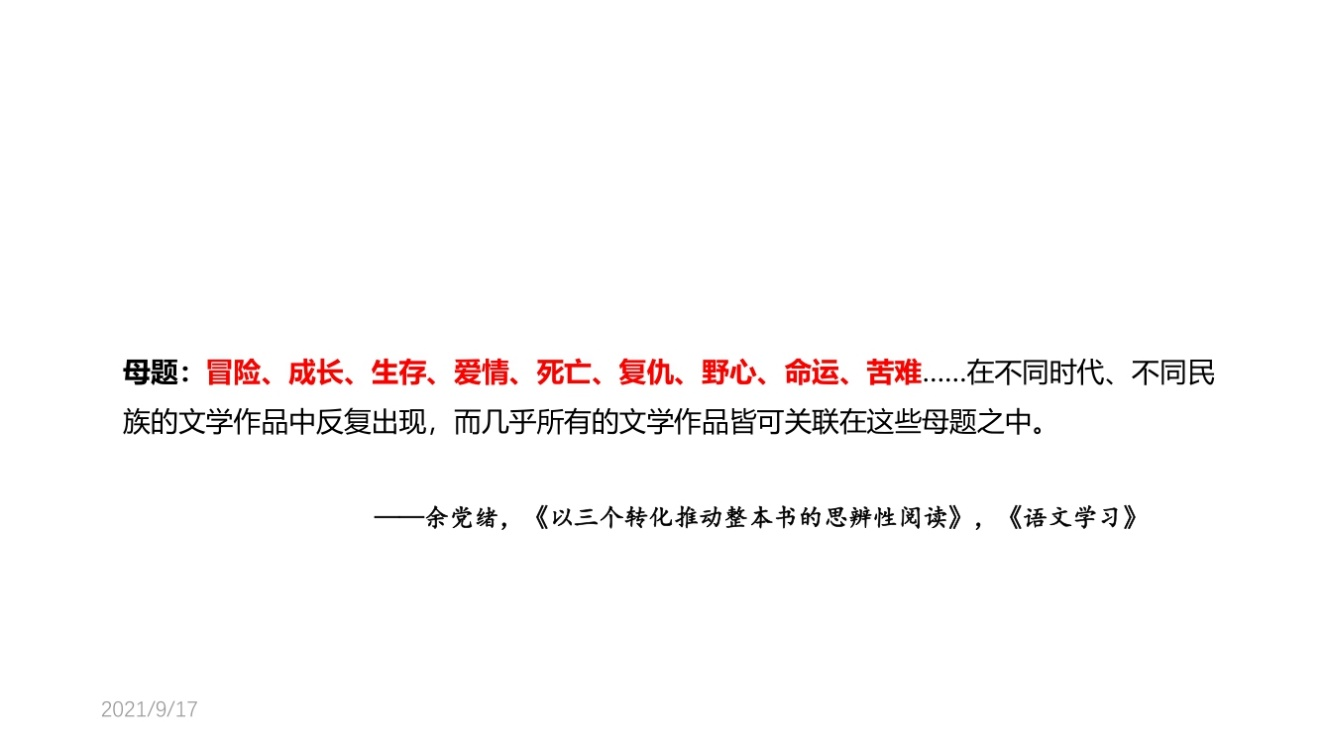 母题：冒险、成长、生存、爱情、死亡、复仇、野心、命运、苦难……在不同时代、不同民
族的文学作品中反复出现，而几乎所有的文学作品皆可关联在这些母题之中。
——余党绪，《以三个转化推动整本书的思辨性阅读》，《语文学习》
2021/9/17